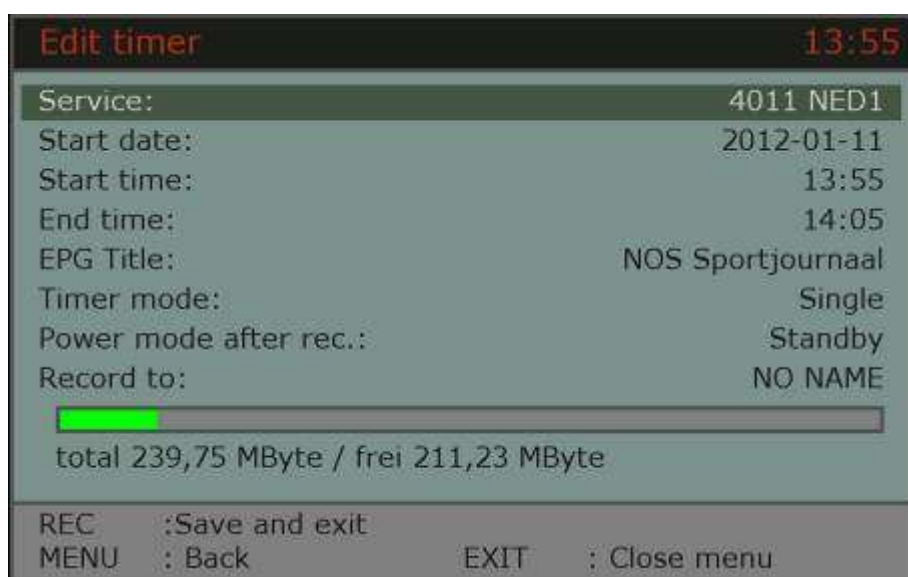 Edit timer 13:55
Service: 4011 NED1
Start date: 2012-01-11
Start time: 13:55
End time: 14:05
EPG Title: NOS Sportjournaal
Timer mode: Single
Power mode after rec.: Standby
Record to: NO NAME
total 239,75 MByte / frei 211,23 MByte
REC :Save and exit
MENU : Back EXIT : Close menu